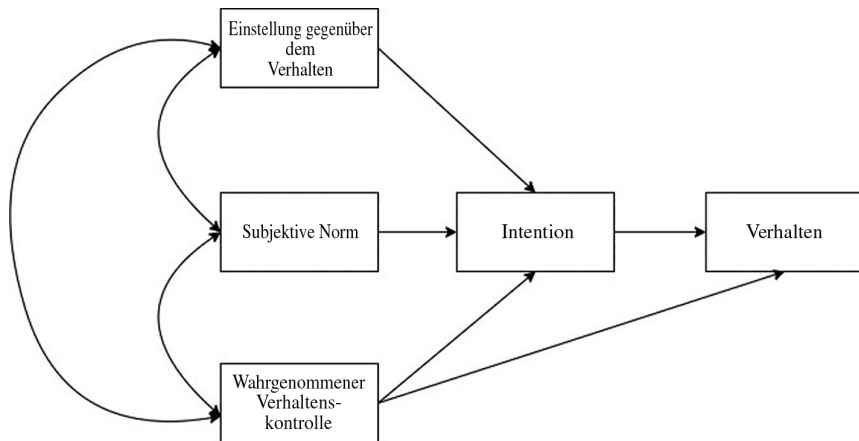 Einstellung gegenüber
dem
Verhalten
Subjektive Norm
Intention
Verhalten
Wahrgenommener
Verhaltens-
kontrolle